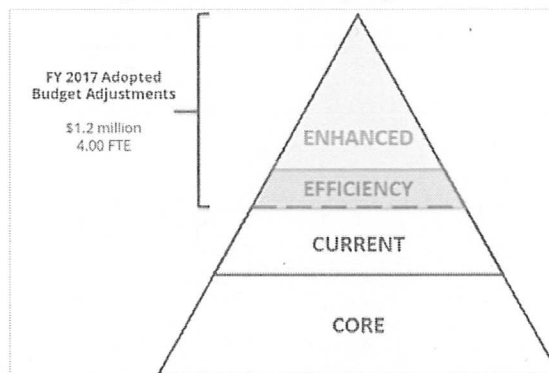 FY 2017 Adopted
Budget Adjustments
$1.2 million
4.00 FTE
ENHANCED
EFFICIENCY
CURRENT
CORE